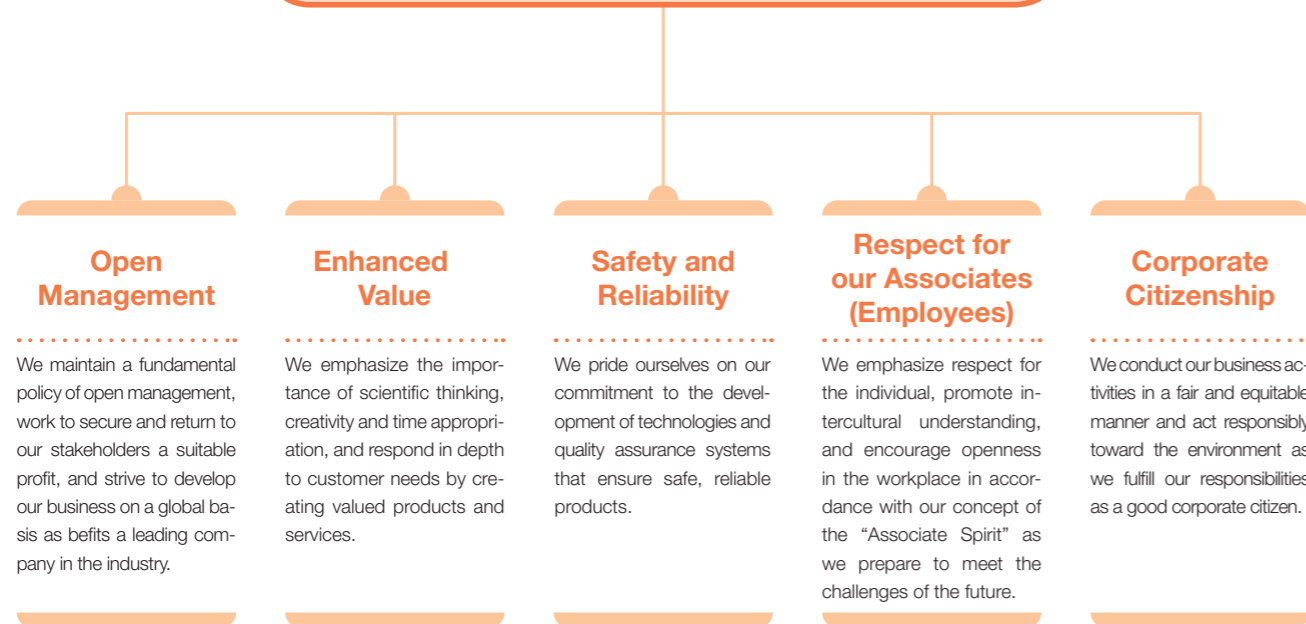 Open
Management
We maintain a fundamental
policy of open management,
work to secure and return to
our stakeholders a suitable
profit, and strive to develop
our business on a global ba-
sis as befits a leading com-
pany in the industry.
Enhanced
Value
We emphasize the impor-
tance of scientific thinking,
creativity and time appropri-
ation, and respond in depth
to customer needs by cre-
ating valued products and
services.
Safety and
Reliability
We pride ourselves on our
commitment to the devel-
opment of technologies and
quality assurance systems
that ensure safe, reliable
products.
Respect for
our Associates
(Employees)
We emphasize respect for
the individual, promote in-
tercultural understanding,
and encourage openness
in the workplace in accor-
dance with our concept of
the “Associate Spirit” as
we prepare to meet the
challenges of the future.
Corporate
Citizenship
We conduct our business ac-
tivities in a fair and equitable
manner and act responsibly
toward the environment as
we fulfill our responsibilities
as a good corporate citizen.